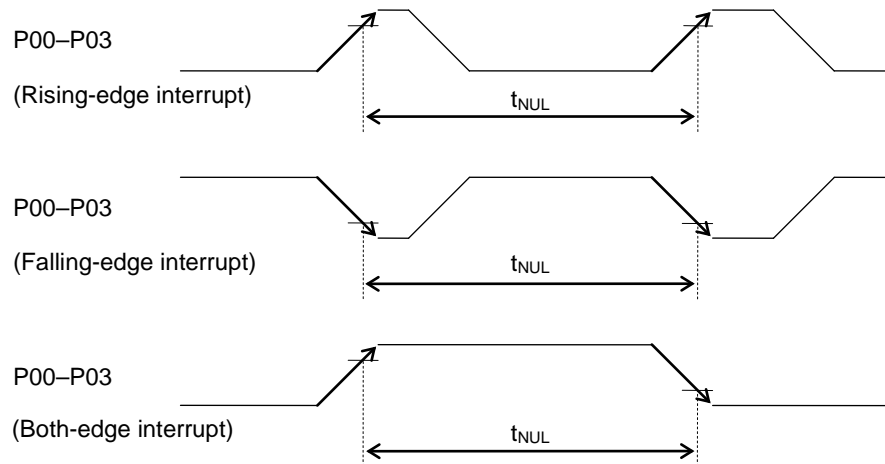 P00–P03
(Rising-edge interrupt)
tNUL
P00–P03
(Falling-edge interrupt)
tNUL
P00–P03
(Both-edge interrupt)
tNUL